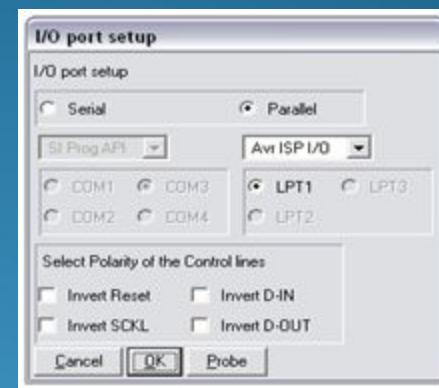 I/O port setup
I/O port setup
Serial Parallel
SI Prog API Avr ISP I/O
COM1 COM3 LPT1 LPT3
COM2 COM4 LPT2
Select Polarity of the Control lines
Invert Reset Invert D-IN
Invert SCKL Invert D-OUT
Cancel OK Probe